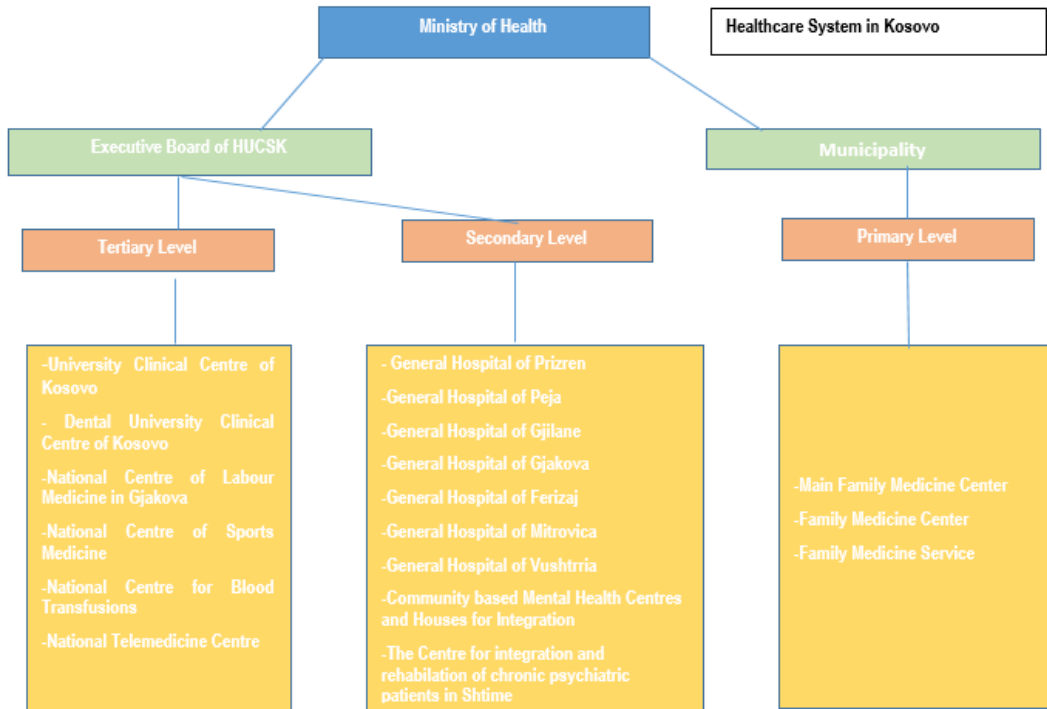 Ministry of Health
Healthcare System in Kosovo
Executive Board of HUCSK
Municipality
Tertiary Level
Secondary Level
Primary Level
-University Clinical Centre of
Kosovo
- Dental University Clinical
Centre of Kosovo
-National Centre of Labour
Medicine in Gjakova
-National Centre of Sports
Medicine
-National Centre for Blood
Transfusions
-National Telemedicine Centre
- General Hospital of Prizren
-General Hospital of Peja
-General Hospital of Gjilane
-General Hospital of Gjakova
-General Hospital of Ferizaj
-General Hospital of Mitrovica
-General Hospital of Vushtrria
-Community based Mental Health Centres
and Houses for Integration
-The Centre for integration and
rehabilation of chronic psychiatric
patients in Shtime
-Main Family Medicine Center
-Family Medicine Center
-Family Medicine Service